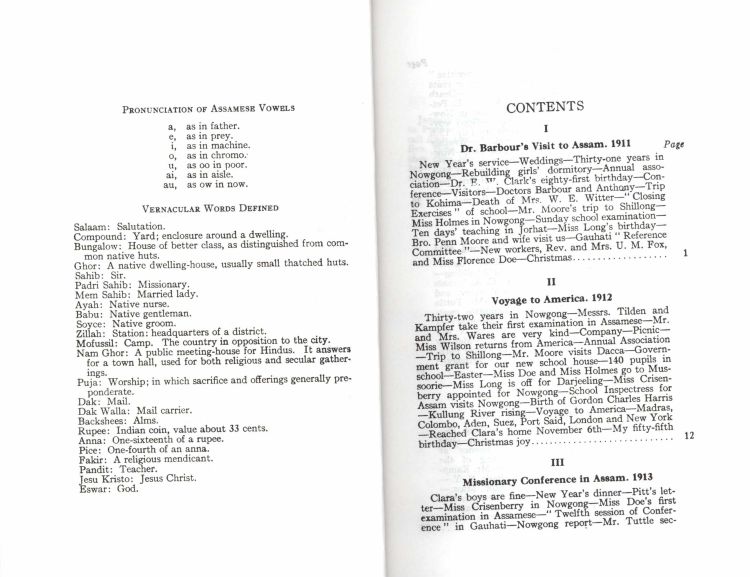 PRONUNCIATION OF ASSAMESE VOWELS
a, as in father.
e, as in prey.
i, as in machine.
o, as in chromo.
u, as oo in poor.
ai, as in aisle.
au, as ow in now.
VERNACULAR WORDS DEFINED
Salaam: Salutation.
Compound: Yard; enclosure around a dwelling.
Bungalow: House of better class, as distinguished from com-
mon native huts.
Ghor: A native dwelling-house, usually small thatched huts.
Sahib: Sir.
Padri Sahib: Missionary.
Mem Sahib: Married lady.
Ayah: Native nurse.
Babu: Native gentleman.
Soyce: Native groom.
Zillah: Station: headquarters of a district.
Mofussil: Camp. The country in opposition to the city.
Nam Ghor: A public meeting-house for Hindus. It answers
for a town hall, used for both religious and secular gather-
ings.
Puja: Worship; in which sacrifice and offerings generally pre-
ponderate.
Dak: Mail.
Dak Walla: Mail carrier.
Backshees: Alms.
Rupee: Indian coin, value about 33 cents.
Anna: One-sixteenth of a rupee.
Pice: One-fourth of an anna.
Fakir: A religious mendicant.
Pandit: Teacher.
Jesu Kristo: Jesus Christ.
Eswar: God.
CONTENTS
I
Dr. Barbour's Visit to Assam. 1911 Page
New Year's service—Weddings—Thirty-one years in
Nowgong—Rebuilding girls' dormitory—Annual asso-
ciation—Dr. E. W. Clark's eighty-first birthday—Con-
ference—Visitors—Doctors Barbour and Anthony—Trip
to Kohima—Death of Mrs. W. E. Witter—"Closing
Exercises" of school—Mr. Moore's trip to Shillong—
Miss Holmes in Nowgong—Sunday school examination—
Ten days' teaching in Jorhat—Miss Long's birthday—
Bro. Penn Moore and wife visit us—Gauhati "Reference
Committee"—New workers, Rev. and Mrs. U. M. Fox,
and Miss Florence Doe—Christmas................... 1
II
Voyage to America. 1912
Thirty-two years in Nowgong—Messrs. Tilden and
Kampfer take their first examination in Assamese—Mr.
and Mrs. Wares are very kind—Company—Picnic—
Miss Wilson returns from America—Annual Association
—Trip to Shillong—Mr. Moore visits Dacca—Govern-
ment grant for our new school house—140 pupils in
school—Easter—Miss Doe and Miss Holmes go to Mus-
soorie—Miss Long is off for Darjeeling—Miss Crisen-
berry appointed for Nowgong—School Inspectress for
Assam visits Nowgong—Birth of Gordon Charles Harris
—Kullung River rising—Voyage to America—Madras,
Colombo, Aden, Suez, Port Said, London and New York
—Reached Clara's home November 6th—My fifty-fifth
birthday—Christmas joy............................ 12
III
Missionary Conference in Assam. 1913
Clara's boys are fine—New Year's dinner—Pitt's let-
ter—Miss Crisenberry in Nowgong—Miss Doe's first
examination in Assamese—"Twelfth session of Confer-
ence" in Gauhati—Nowgong report—Mr. Tuttle sec-